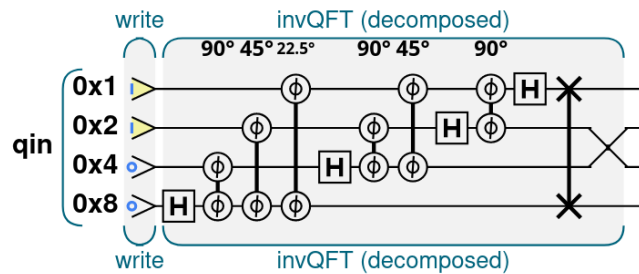 write invQFT (decomposed)
90° 45° 22.5° 90° 45° 90°
0x1 H
0x2 H
qin
0x4 H
0x8 H
write invQFT (decomposed)